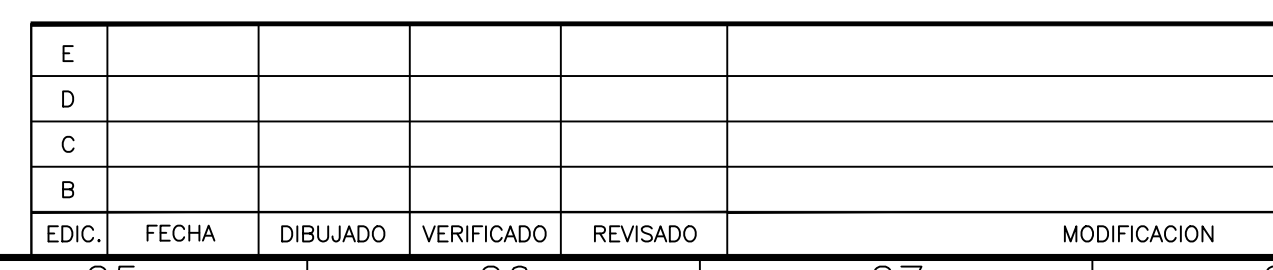 E
D
C
B
EDIC. FECHA DIBUJADO VERIFICADO REVISADO MODIFICACION